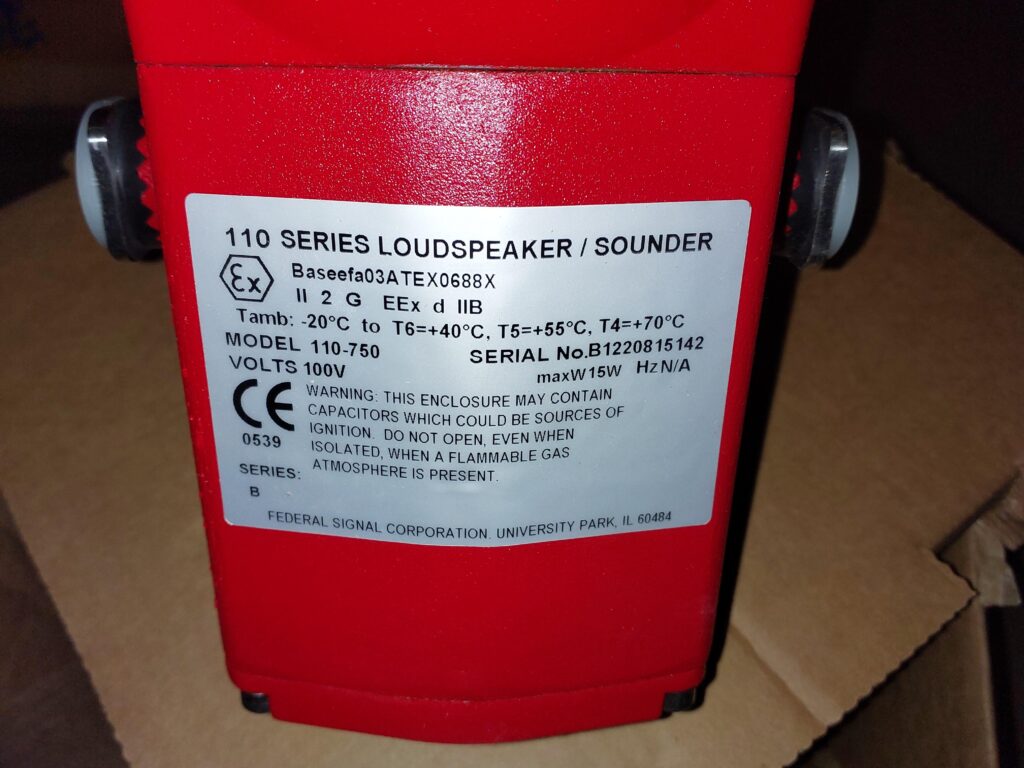 110 SERIES LOUDSPEAKER / SOUNDER
Ex Baseefa03ATEX0688X
II 2 G EEx d IIB
Tamb: -20°C to T6=+40°C, T5=+55°C, T4=+70°C
MODEL 110-750 SERIAL No.B1220815142
VOLTS 100V maxW15W HzN/A
CE
0539
WARNING: THIS ENCLOSURE MAY CONTAIN
CAPACITORS WHICH COULD BE SOURCES OF
IGNITION. DO NOT OPEN, EVEN WHEN
ISOLATED, WHEN A FLAMMABLE GAS
ATMOSPHERE IS PRESENT.
SERIES:
B
FEDERAL SIGNAL CORPORATION. UNIVERSITY PARK, IL 60484